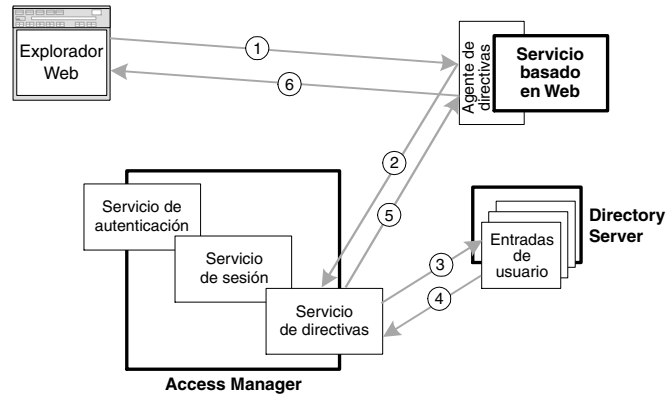 Explorador
Web
1
6
Agente de
directivas
Servicio
basado
en Web
2
5
Servicio de
autenticación
Servicio
de sesión
Servicio
de directivas
3
4
Entradas
de
usuario
Directory
Server
Access Manager